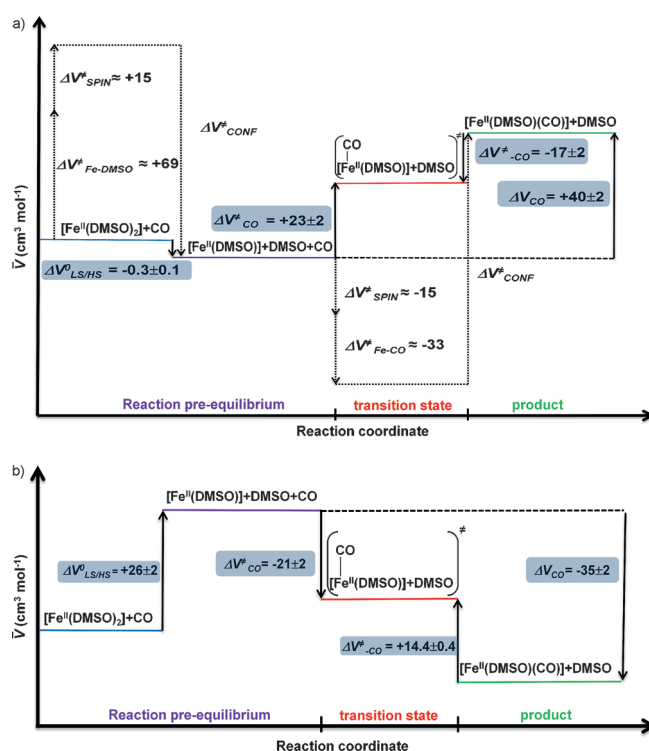 a)
ΔV≠SPIN ≈ +15
ΔV≠CONF
ΔV≠Fe-DMSO ≈ +69
[FeII(DMSO)2]+CO
ΔV0LS/HS = -0.3±0.1
[FeII(DMSO)]+DMSO+CO
ΔV≠CO = +23±2
CO
[FeII(DMSO)]+DMSO
≠
[FeII(DMSO)(CO)]+DMSO
ΔV≠-CO = -17±2
ΔVCO = +40±2
ΔV≠SPIN ≈ -15
ΔV≠CONF
ΔV≠Fe-CO ≈ -33
V̄ (cm3 mol-1)
Reaction pre-equilibrium
transition state
product
Reaction coordinate
b)
[FeII(DMSO)]+DMSO+CO
ΔV0LS/HS = +26±2
ΔV≠CO = -21±2
CO
[FeII(DMSO)]+DMSO
≠
ΔVCO = -35±2
[FeII(DMSO)2]+CO
ΔV≠-CO = +14.4±0.4
[FeII(DMSO)(CO)]+DMSO
V̄ (cm3 mol-1)
Reaction pre-equilibrium
transition state
product
Reaction coordinate